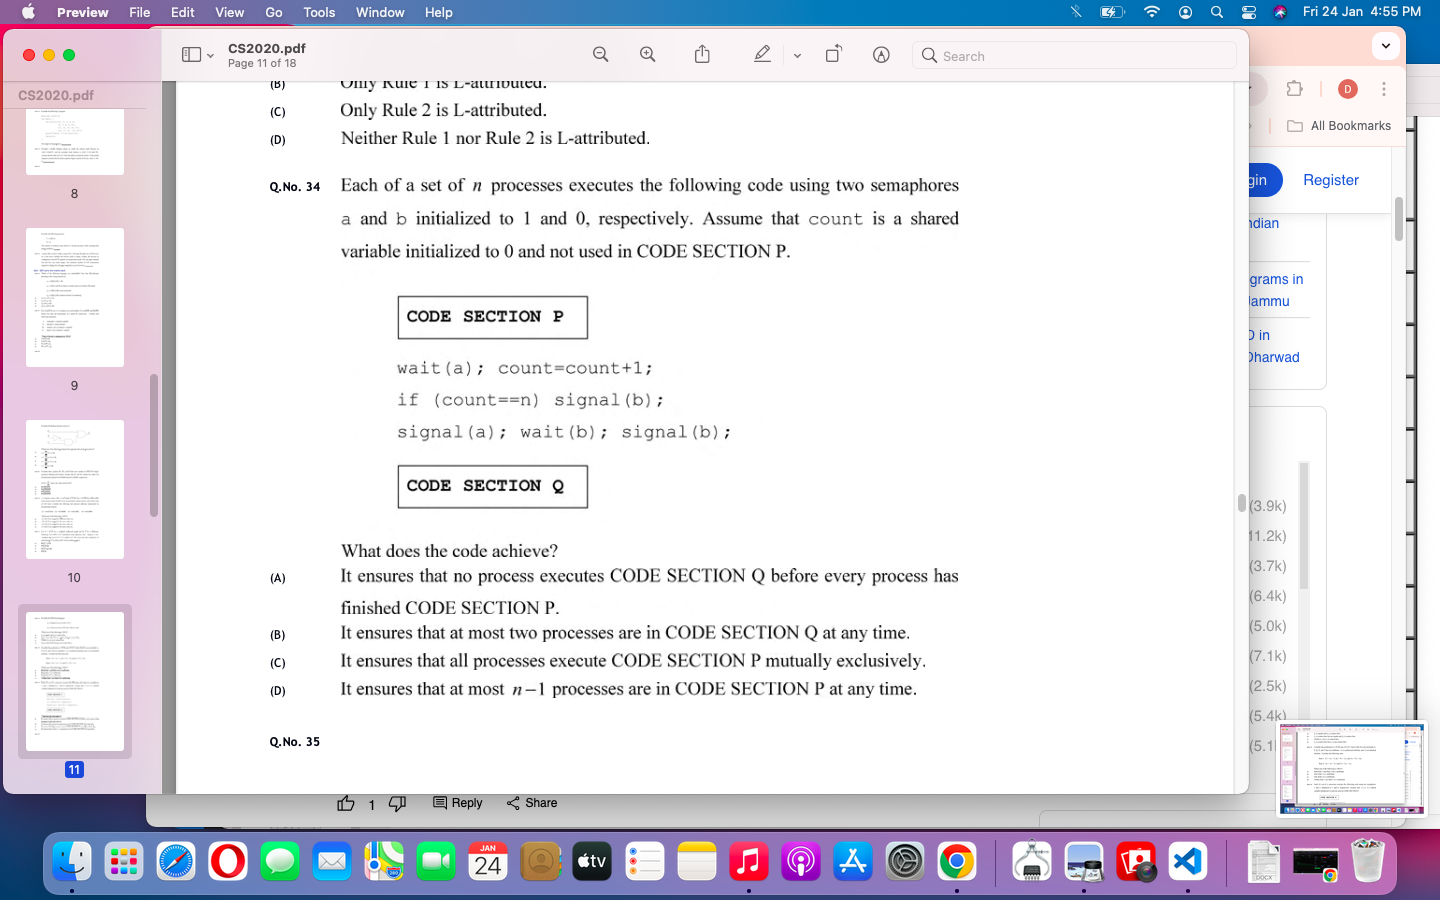 Preview File Edit View Go Tools Window Help Fri 24 Jan 4:55 PM
CS2020.pdf
Page 11 of 18
Search
CS2020.pdf
8
9
10
11
(B) Only Rule 1 is L-attributed.
(C) Only Rule 2 is L-attributed.
(D) Neither Rule 1 nor Rule 2 is L-attributed.
Q.No. 34 Each of a set of n processes executes the following code using two semaphores
a and b initialized to 1 and 0, respectively. Assume that count is a shared
variable initialized to 0 and not used in CODE SECTION P.
CODE SECTION P
wait(a); count=count+1;
if (count==n) signal(b);
signal(a); wait(b); signal(b);
CODE SECTION Q
What does the code achieve?
(A) It ensures that no process executes CODE SECTION Q before every process has
finished CODE SECTION P.
(B) It ensures that at most two processes are in CODE SECTION Q at any time.
(C) It ensures that all processes execute CODE SECTION P mutually exclusively.
(D) It ensures that at most n−1 processes are in CODE SECTION P at any time.
Q.No. 35
D
All Bookmarks
gin Register
ndian
grams in
Jammu
D in
Dharwad
(3.9k)
11.2k)
(3.7k)
(6.4k)
(5.0k)
(7.1k)
(2.5k)
(5.4k)
(5.1
1 Reply Share
JAN
24
tv
DOCX